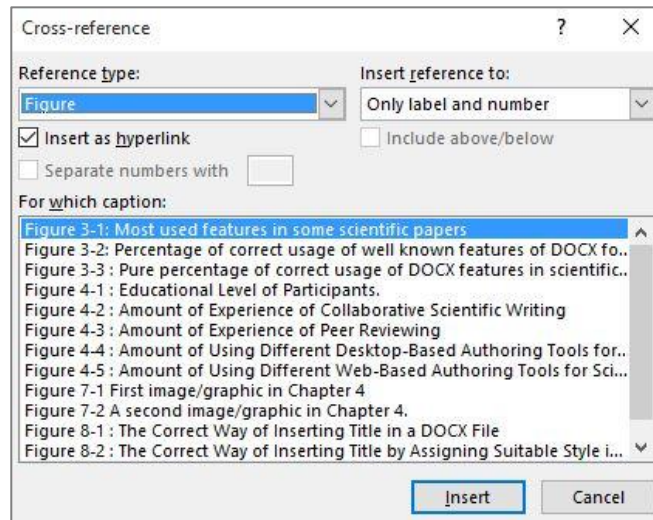 Cross-reference ? X
Reference type: Insert reference to:
Figure Only label and number
Insert as hyperlink Include above/below
Separate numbers with
For which caption:
Figure 3-1: Most used features in some scientific papers
Figure 3-2: Percentage of correct usage of well known features of DOCX fo..
Figure 3-3 : Pure percentage of correct usage of DOCX features in scientific..
Figure 4-1 : Educational Level of Participants.
Figure 4-2 : Amount of Experience of Collaborative Scientific Writing
Figure 4-3 : Amount of Experience of Peer Reviewing
Figure 4-4 : Amount of Using Different Desktop-Based Authoring Tools for..
Figure 4-5 : Amount of Using Different Web-Based Authoring Tools for Sci...
Figure 7-1 First image/graphic in Chapter 4
Figure 7-2 A second image/graphic in Chapter 4.
Figure 8-1 : The Correct Way of Inserting Title in a DOCX File
Figure 8-2 : The Correct Way of Inserting Title by Assigning Suitable Style i...
Insert Cancel